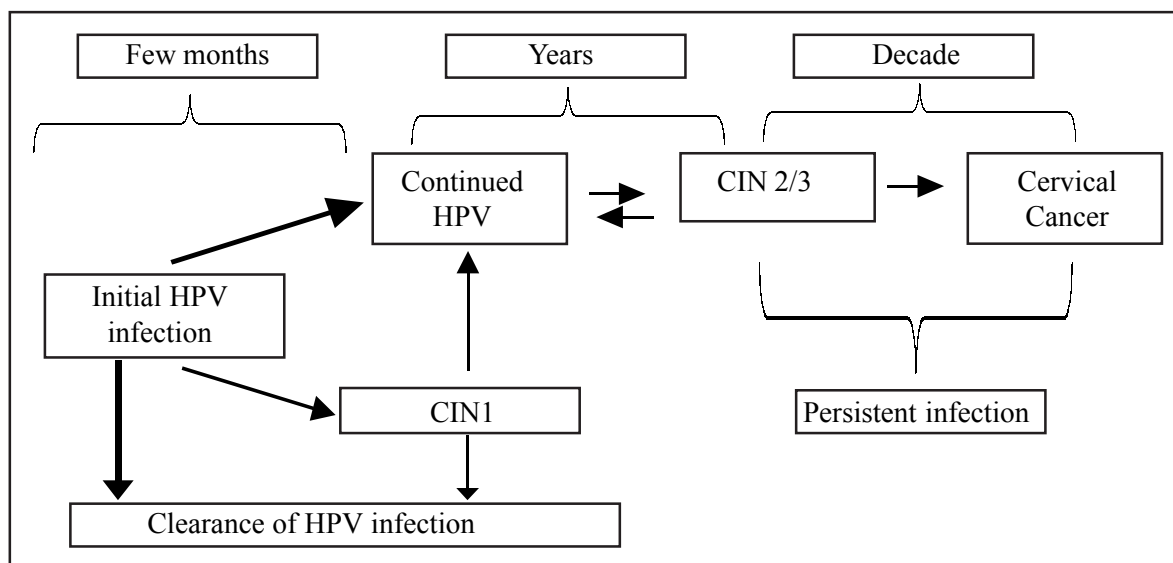 Few months
Years
Decade
Continued
HPV
CIN 2/3
Cervical
Cancer
Initial HPV
infection
CIN1
Persistent infection
Clearance of HPV infection